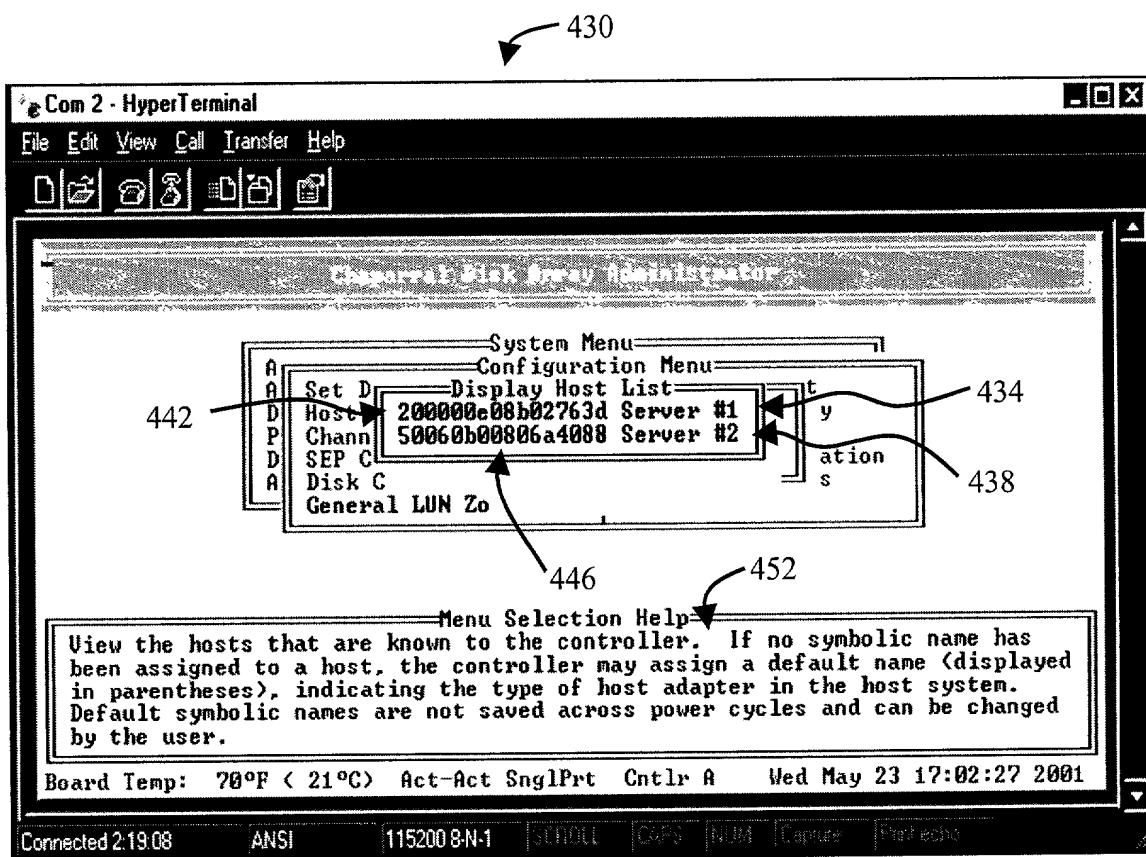 430
Com 2 - HyperTerminal
File Edit View Call Transfer Help
Chaparral Disk Array Administrator
System Menu
A Configuration Menu
A Set D Display Host List t
442 D Host 200000e08b02763d Server #1 y 434
P Chann 50060b00806a4088 Server #2
D SEP C ation
A Disk C s 438
General LUN Zo
446 452
Menu Selection Help
View the hosts that are known to the controller. If no symbolic name has
been assigned to a host, the controller may assign a default name (displayed
in parentheses), indicating the type of host adapter in the host system.
Default symbolic names are not saved across power cycles and can be changed
by the user.
Board Temp: 70ºF ( 21ºC) Act-Act SnglPrt Cntlr A Wed May 23 17:02:27 2001
Connected 2:19:08 ANSI 115200 8-N-1 SCROLL CAPS NUM Capture Print echo